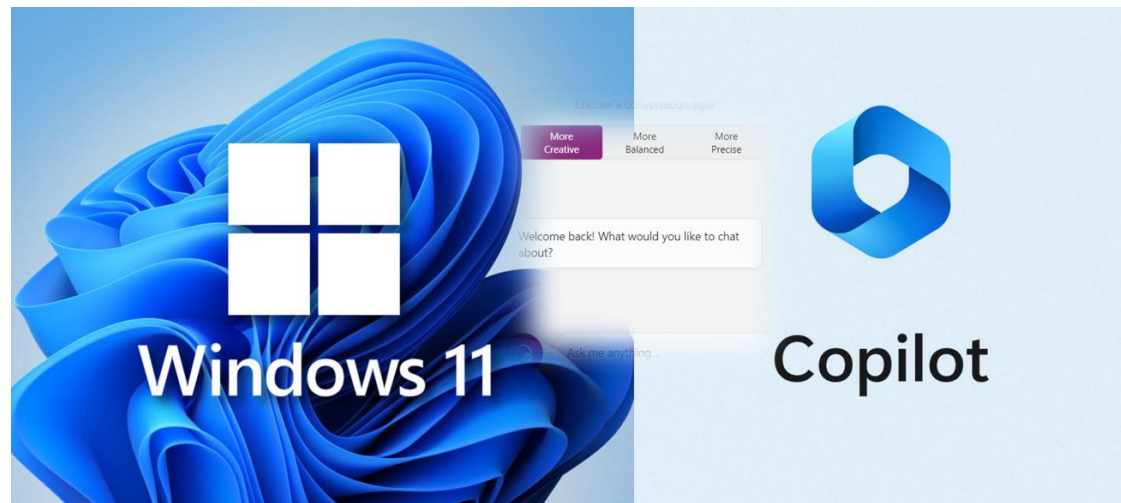 Choose a conversation style
More
Creative
More
Balanced
More
Precise
Welcome back! What would you like to chat
about?
Ask me anything...
Windows 11
Copilot